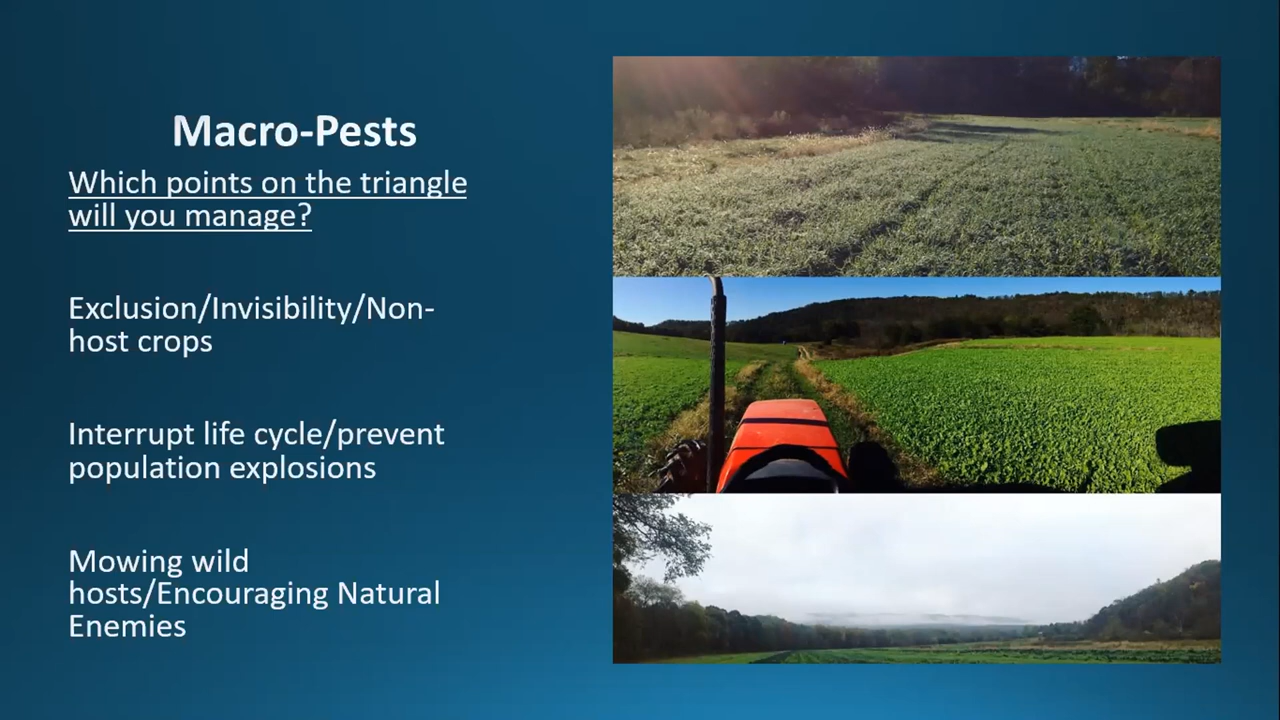 Macro-Pests
Which points on the triangle
will you manage?
Exclusion/Invisibility/Non-
host crops
Interrupt life cycle/prevent
population explosions
Mowing wild
hosts/Encouraging Natural
Enemies